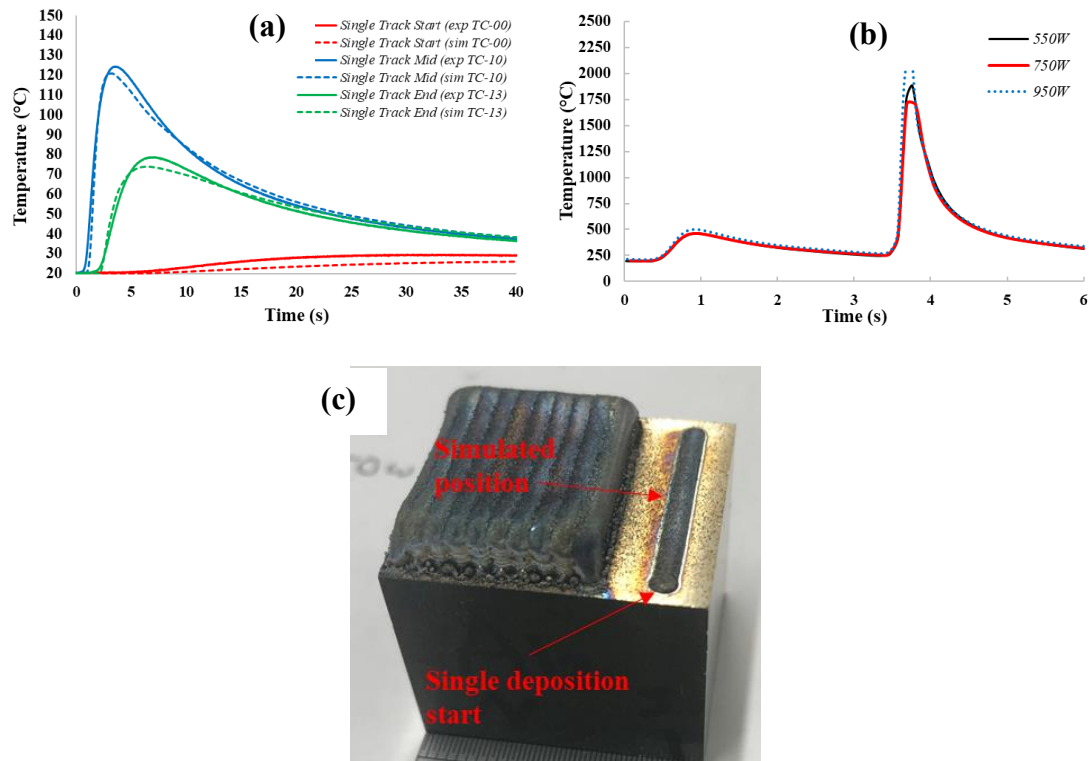 (a)
Temperature (°C)
150
140
130
120
110
100
90
80
70
60
50
40
30
20
0 5 10 15 20 25 30 35 40
Time (s)
Single Track Start (exp TC-00)
Single Track Start (sim TC-00)
Single Track Mid (exp TC-10)
Single Track Mid (sim TC-10)
Single Track End (exp TC-13)
Single Track End (sim TC-13)
(b)
Temperature (°C)
2500
2250
2000
1750
1500
1250
1000
750
500
250
0
0 1 2 3 4 5 6
Time (s)
550W
750W
950W
(c)
Simulated
position
Single deposition
start